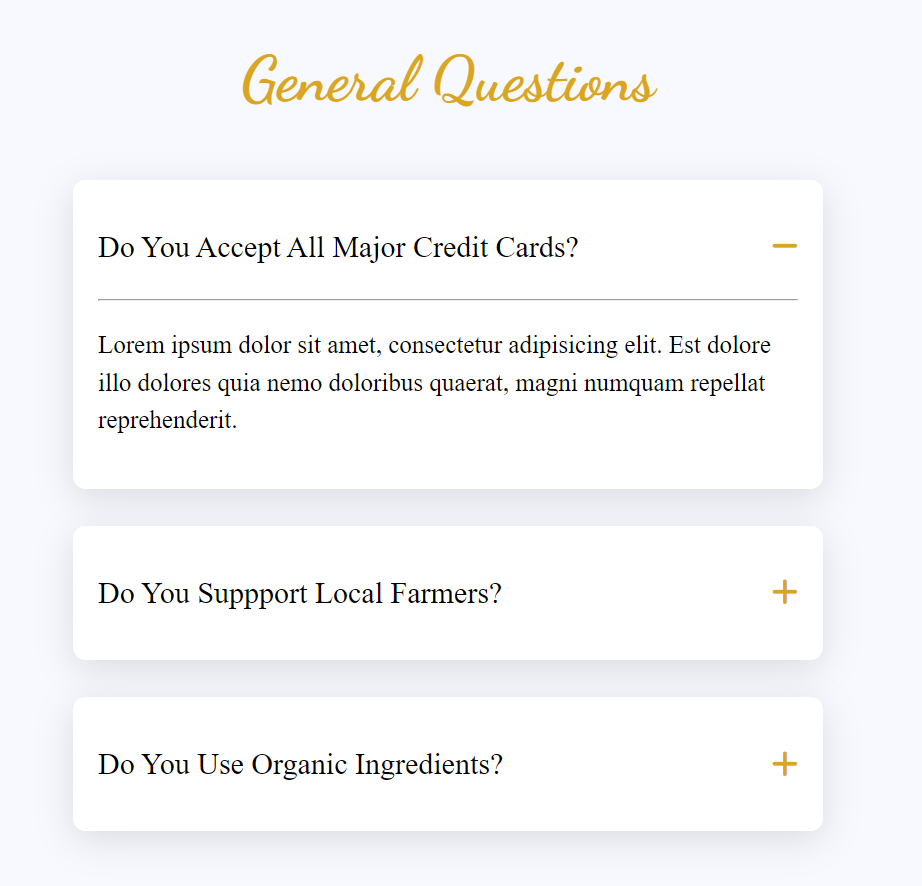 General Questions
Do You Accept All Major Credit Cards?
Lorem ipsum dolor sit amet, consectetur adipisicing elit. Est dolore
illo dolores quia nemo doloribus quaerat, magni numquam repellat
reprehenderit.
Do You Suppport Local Farmers?
Do You Use Organic Ingredients?